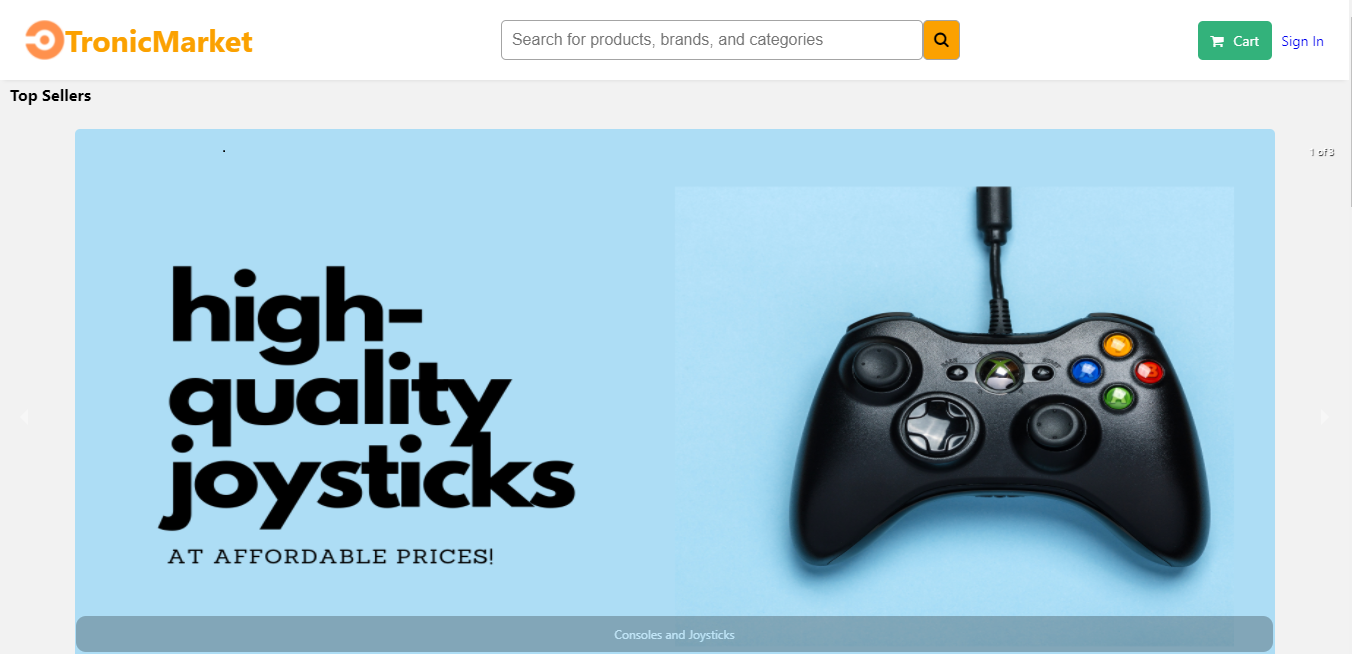 TronicMarket
Search for products, brands, and categories
Cart
Sign In
Top Sellers
1 of 3
high-
quality
joysticks
AT AFFORDABLE PRICES!
Consoles and Joysticks